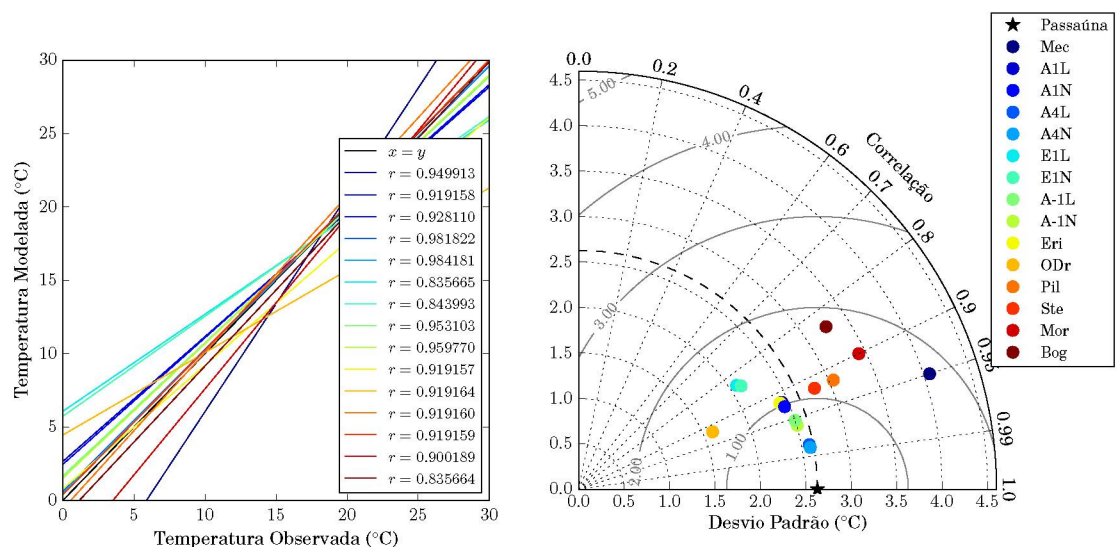 30
25
20
15
10
5
0
Temperatura Modelada (°C)
x = y
r = 0.949913
r = 0.919158
r = 0.928110
r = 0.981822
r = 0.984181
r = 0.835665
r = 0.843993
r = 0.953103
r = 0.959770
r = 0.919157
r = 0.919164
r = 0.919160
r = 0.919159
r = 0.900189
r = 0.835664
0 5 10 15 20 25 30
Temperatura Observada (°C)
4.5
4.0
3.5
3.0
2.5
2.0
1.5
1.0
0.5
0.0
0.0 0.5 1.0 1.5 2.0 2.5 3.0 3.5 4.0 4.5
Desvio Padrão (°C)
0.0
0.2
0.4
0.6
0.7
0.8
0.9
0.95
0.99
1.0
Correlação
5.00
4.00
3.00
2.00
1.00
Passaúna
Mec
A1L
A1N
A4L
A4N
E1L
E1N
A-1L
A-1N
Eri
ODr
Pil
Ste
Mor
Bog